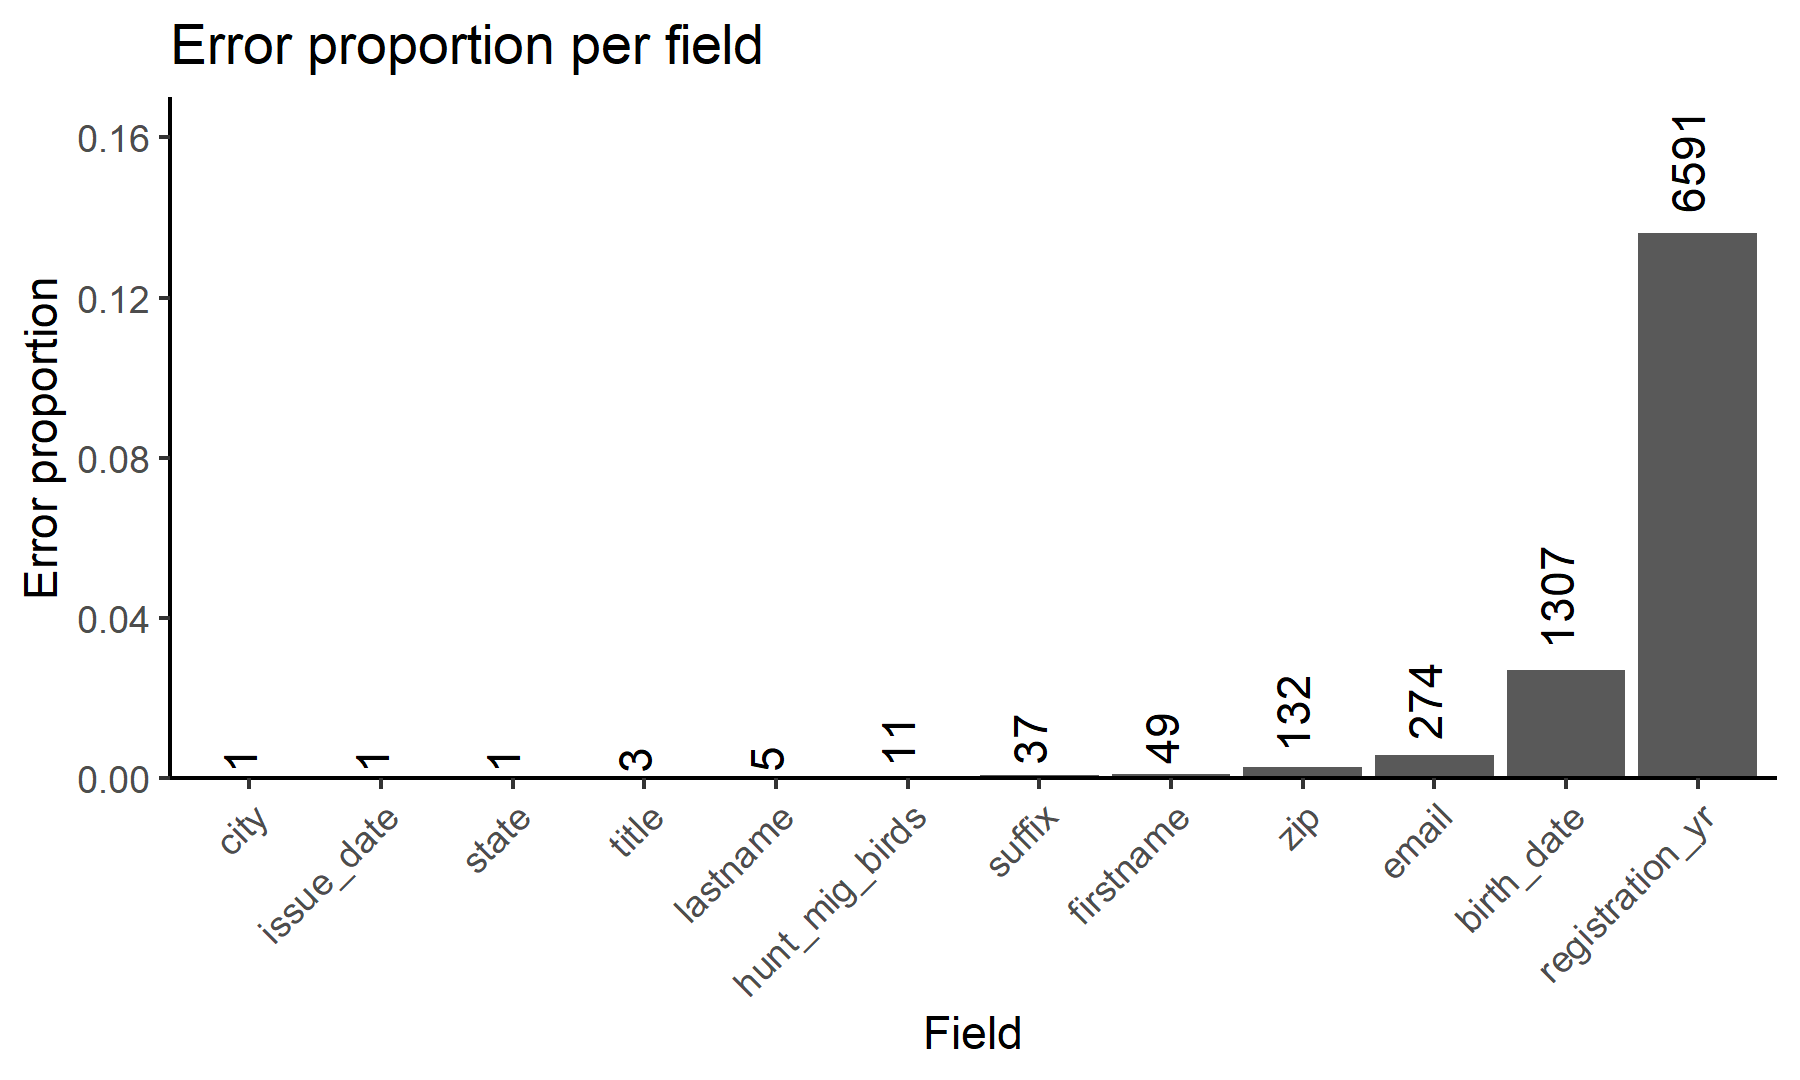 Error proportion per field
Error proportion
0.16
0.12
0.08
0.04
0.00
1
1
1
3
5
11
37
49
132
274
1307
6591
city
issue_date
state
title
lastname
hunt_mig_birds
suffix
firstname
zip
email
birth_date
registration_yr
Field